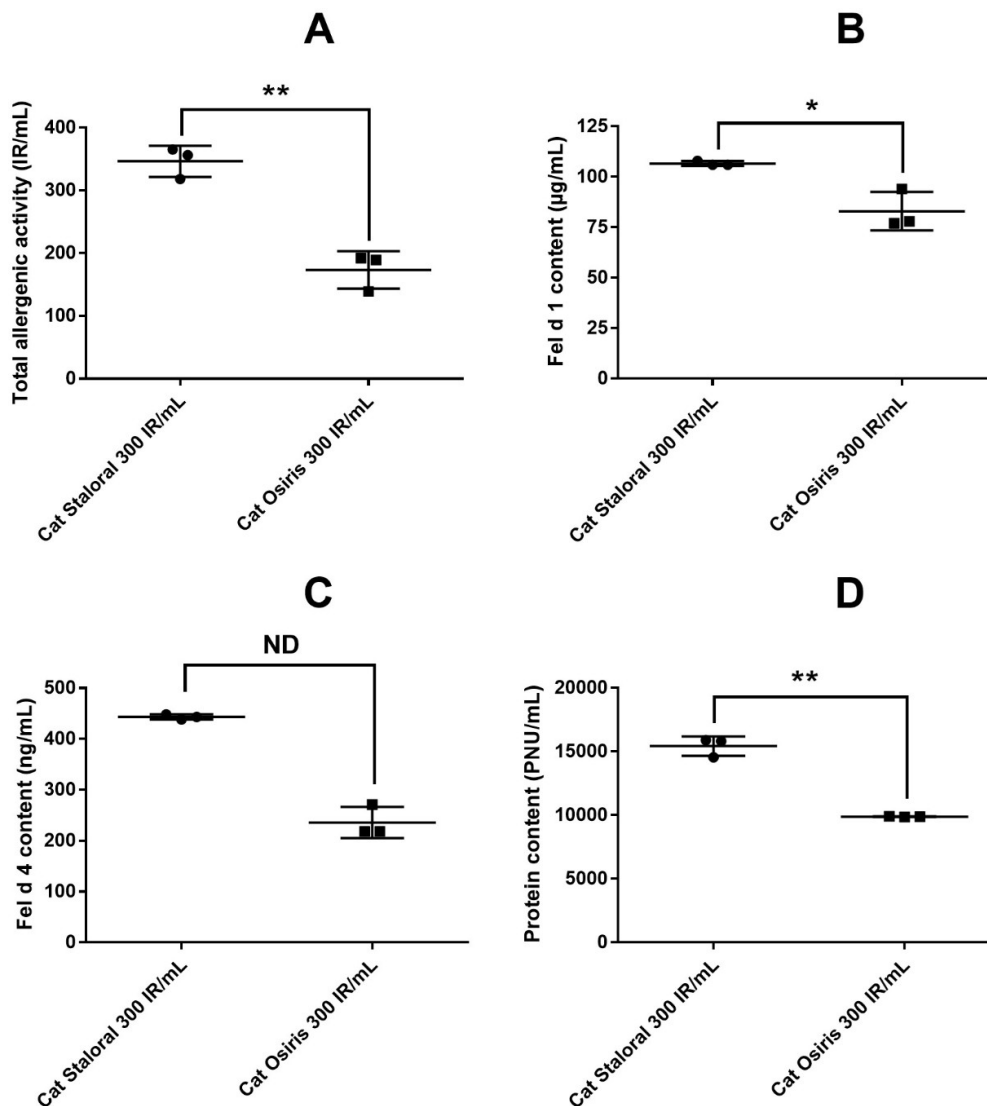 A
**
Total allergenic activity (IR/mL)
400
300
200
100
0
Cat Staloral 300 IR/mL
Cat Osiris 300 IR/mL
B
*
Fel d 1 content (µg/mL)
125
100
75
50
25
0
Cat Staloral 300 IR/mL
Cat Osiris 300 IR/mL
C
ND
Fel d 4 content (ng/mL)
500
400
300
200
100
0
Cat Staloral 300 IR/mL
Cat Osiris 300 IR/mL
D
**
Protein content (PNU/mL)
20000
15000
10000
5000
0
Cat Staloral 300 IR/mL
Cat Osiris 300 IR/mL